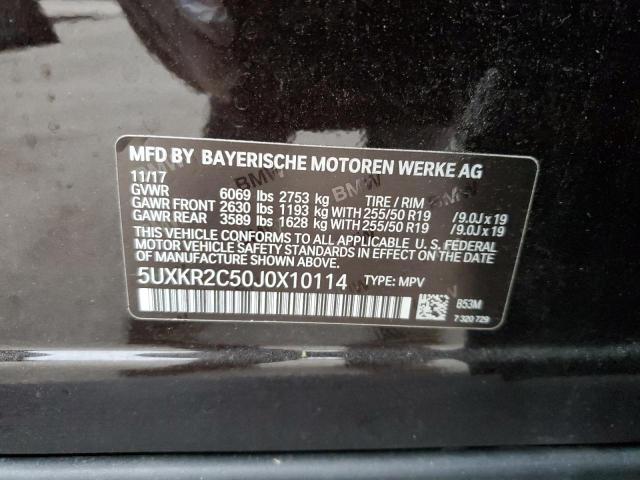 MFD BY BAYERISCHE MOTOREN WERKE AG
11/17
GVWR 6069 lbs 2753 kg TIRE / RIM
GAWR FRONT 2630 lbs 1193 kg WITH 255/50 R19 /9.0J x 19
GAWR REAR 3589 lbs 1628 kg WITH 255/50 R19 /9.0J x 19
THIS VEHICLE CONFORMS TO ALL APPLICABLE U. S. FEDERAL
MOTOR VEHICLE SAFETY STANDARDS IN EFFECT ON THE DATE
OF MANUFACTURE SHOWN ABOVE.
5UXKR2C50J0X10114 TYPE: MPV
B53M
7 320 729